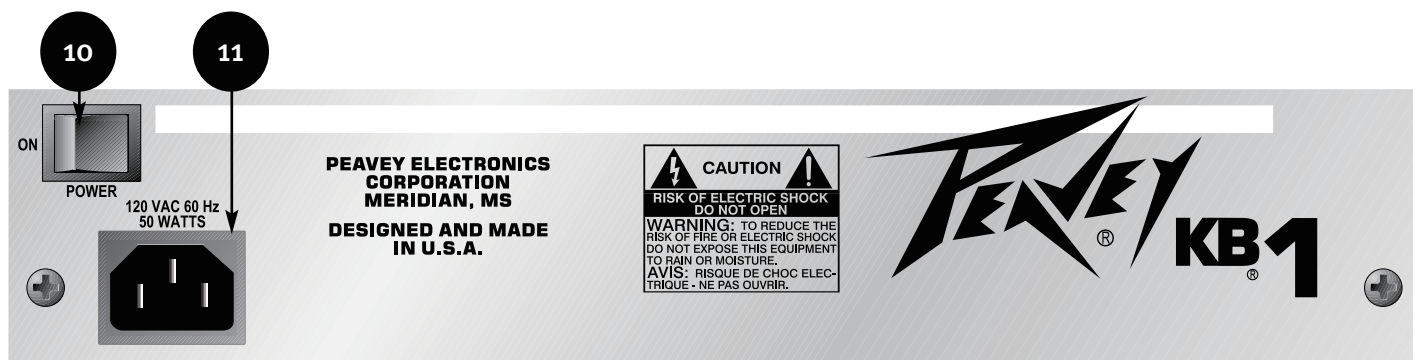 10
11
ON
POWER
120 VAC 60 Hz
50 WATTS
PEAVEY ELECTRONICS
CORPORATION
MERIDIAN, MS
DESIGNED AND MADE
IN U.S.A.
CAUTION
RISK OF ELECTRIC SHOCK
DO NOT OPEN
WARNING: TO REDUCE THE
RISK OF FIRE OR ELECTRIC SHOCK
DO NOT EXPOSE THIS EQUIPMENT
TO RAIN OR MOISTURE.
AVIS: RISQUE DE CHOC ELEC-
TRIQUE - NE PAS OUVRIR.
PEAVEY ®
KB1 ®